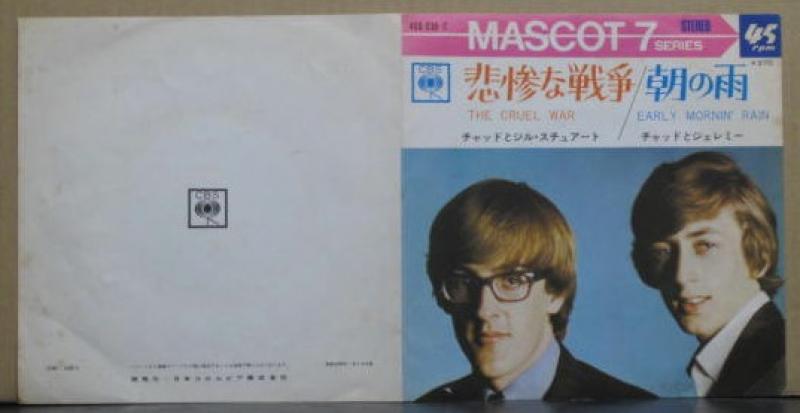 MASCOT 7 SERIES
STEREO
45 rpm
CBS
悲惨な戦争/朝の雨
THE CRUEL WAR
EARLY MORNIN' RAIN
チャッドとジル・スチュアート
チャッドとジェレミー
CBS